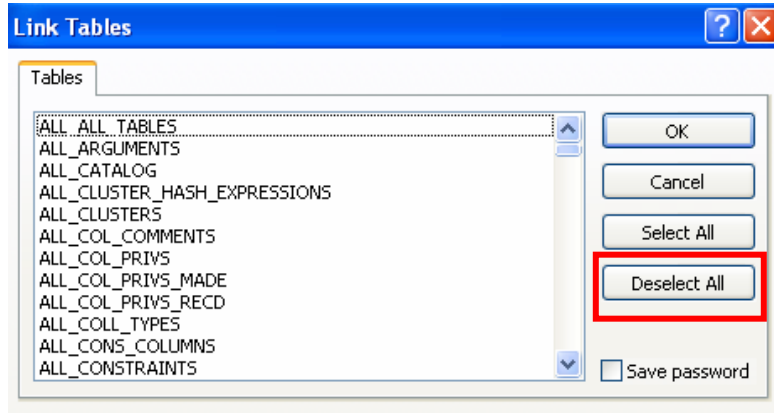 Link Tables
Tables
ALL_ALL_TABLES
ALL_ARGUMENTS
ALL_CATALOG
ALL_CLUSTER_HASH_EXPRESSIONS
ALL_CLUSTERS
ALL_COL_COMMENTS
ALL_COL_PRIVS
ALL_COL_PRIVS_MADE
ALL_COL_PRIVS_RECD
ALL_COLL_TYPES
ALL_CONS_COLUMNS
ALL_CONSTRAINTS
OK
Cancel
Select All
Deselect All
Save password